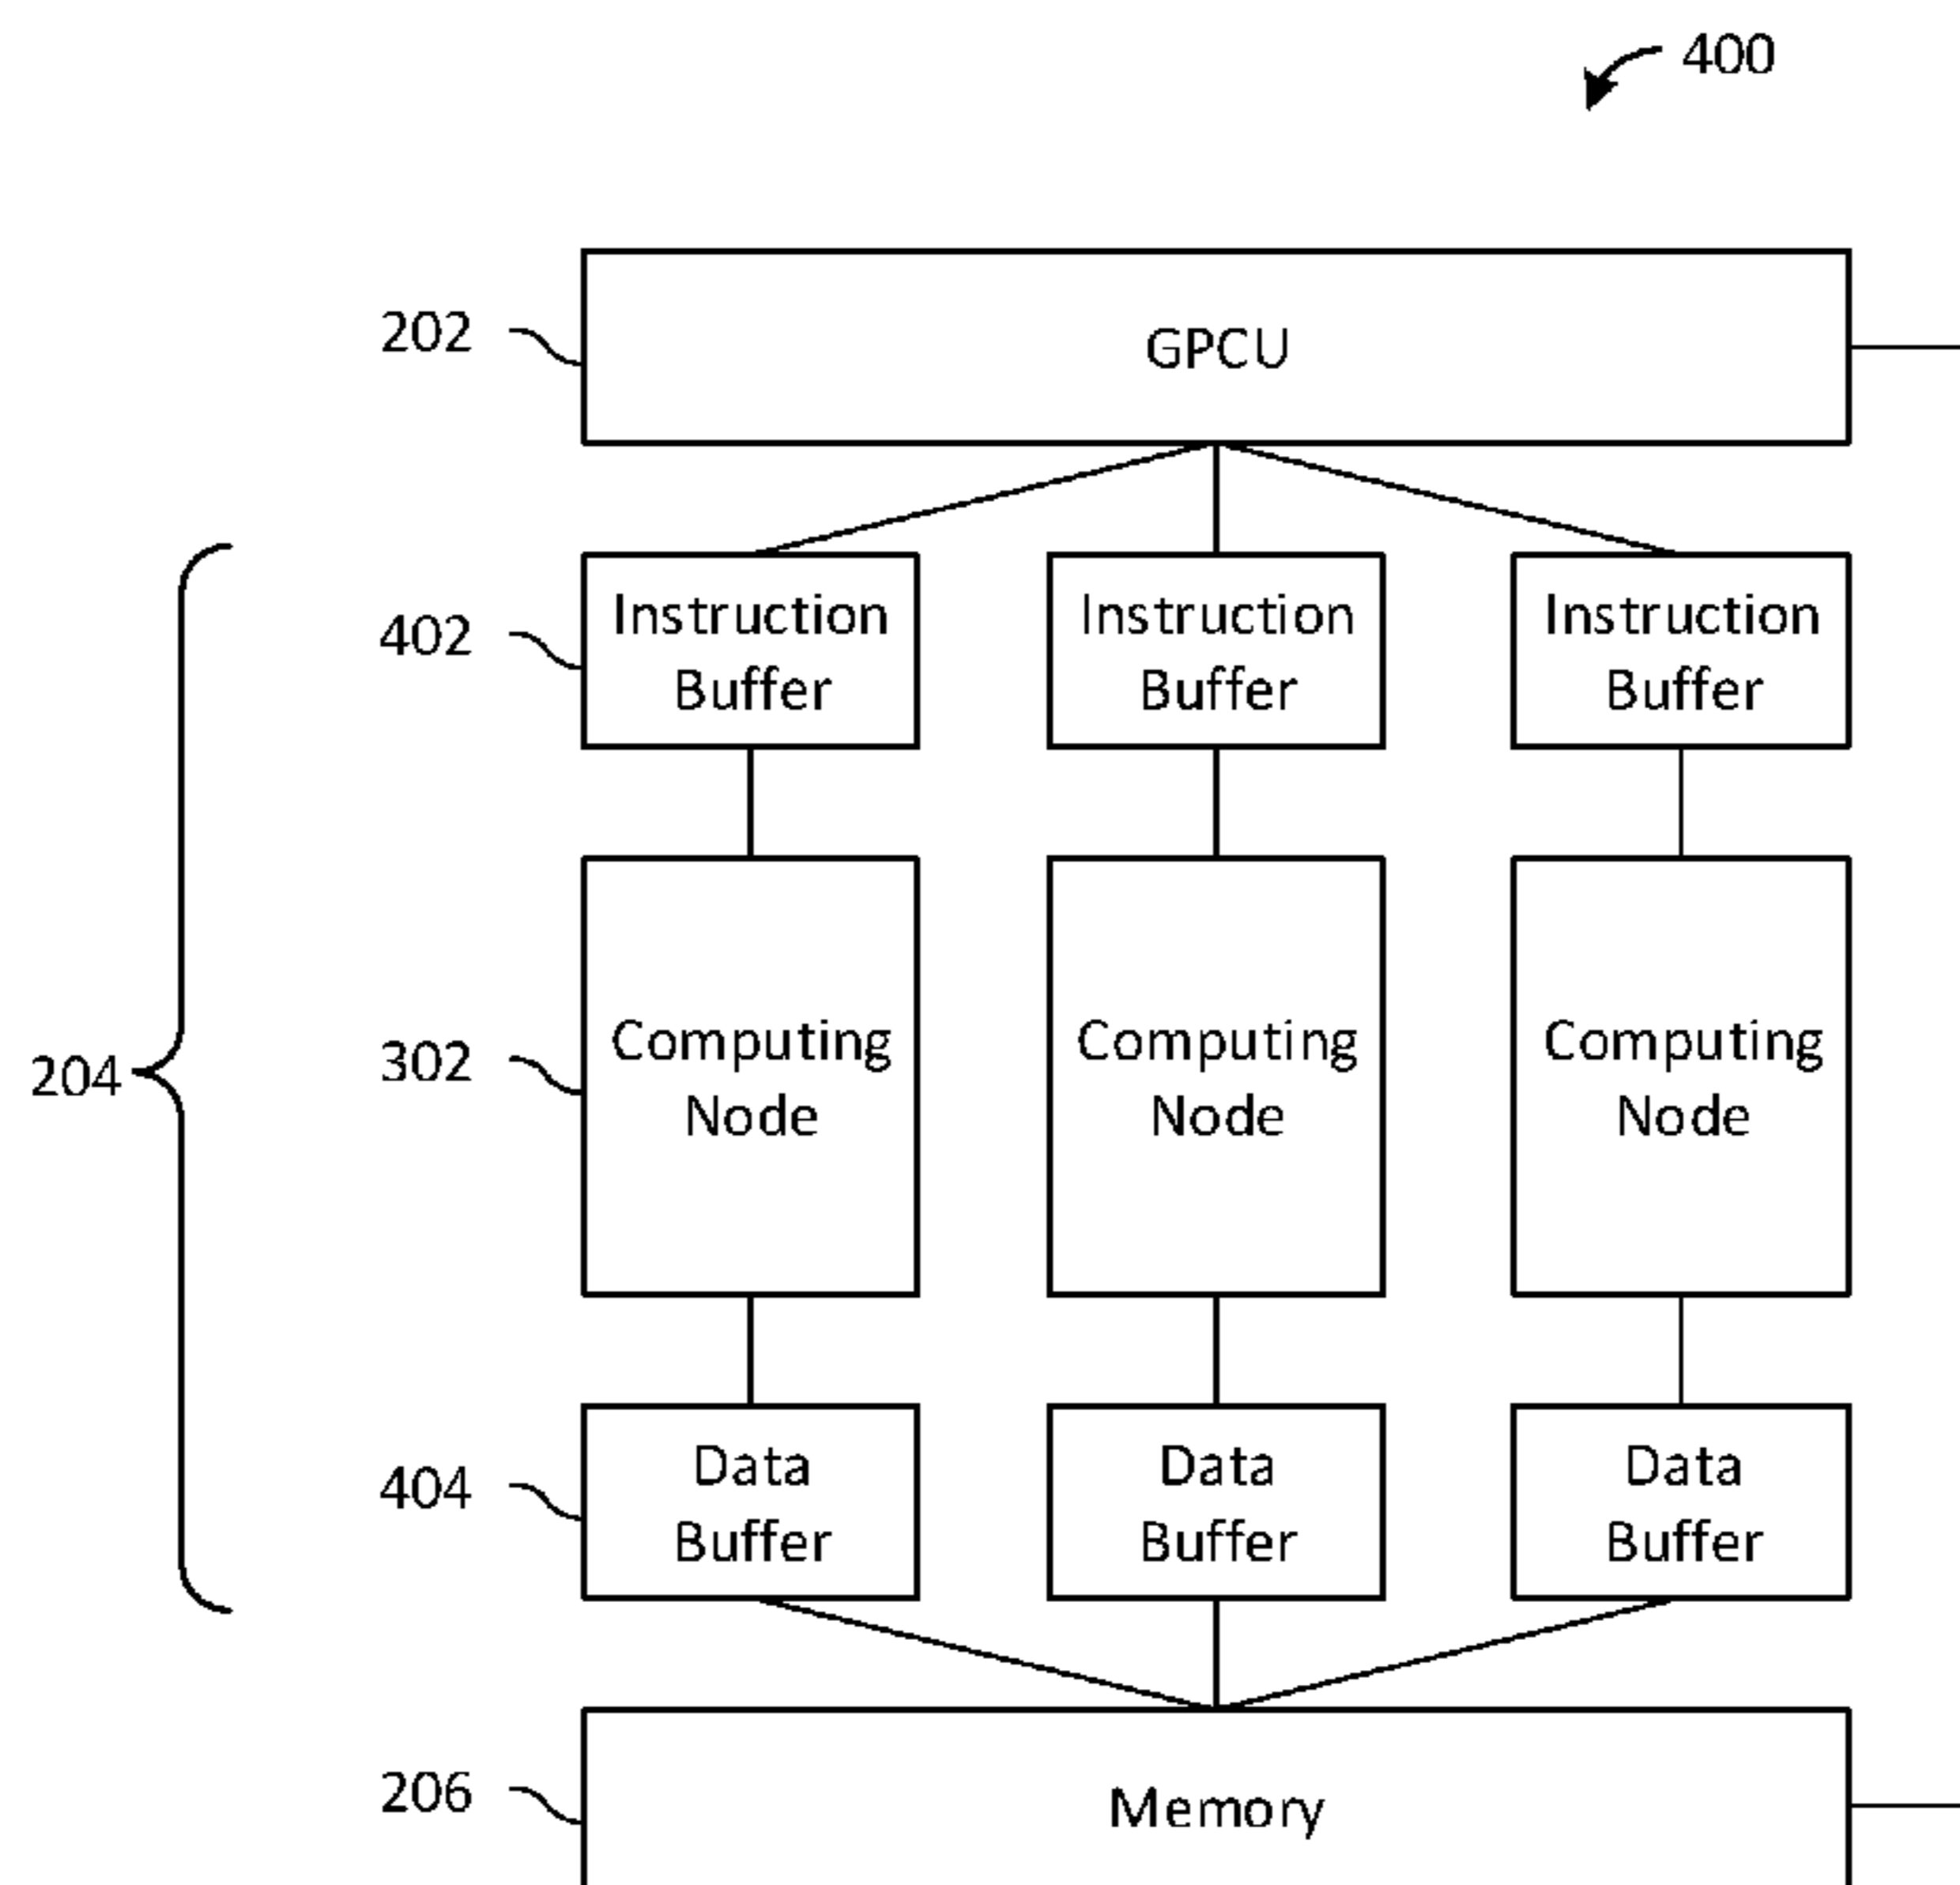 400
202
GPCU
402
Instruction
Buffer
Instruction
Buffer
Instruction
Buffer
204
302
Computing
Node
Computing
Node
Computing
Node
404
Data
Buffer
Data
Buffer
Data
Buffer
206
Memory